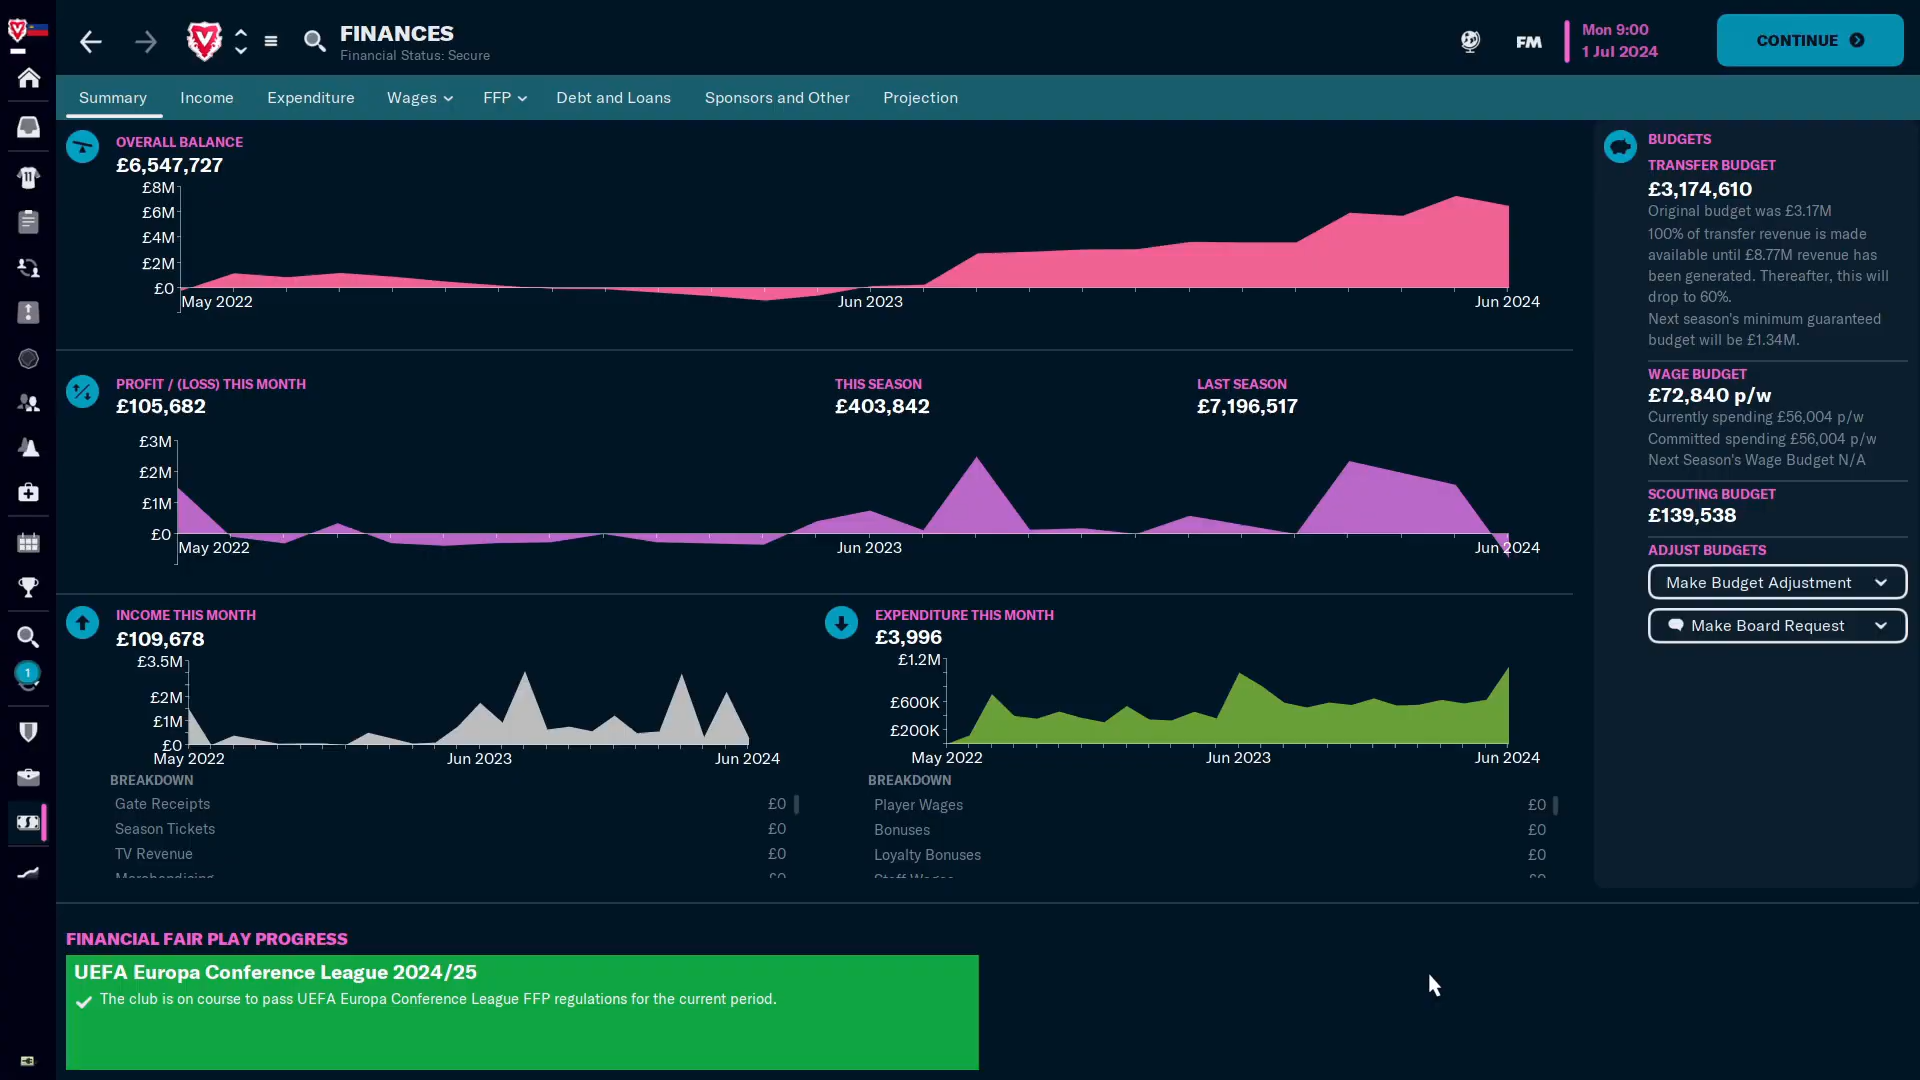 FINANCES
Financial Status: Secure
FM
Mon 9:00
1 Jul 2024
CONTINUE
Summary
Income
Expenditure
Wages
FFP
Debt and Loans
Sponsors and Other
Projection
OVERALL BALANCE
£6,547,727
£8M
£6M
£4M
£2M
£0
May 2022
Jun 2023
Jun 2024
PROFIT / (LOSS) THIS MONTH
£105,682
THIS SEASON
£403,842
LAST SEASON
£7,196,517
£3M
£2M
£1M
£0
May 2022
Jun 2023
Jun 2024
INCOME THIS MONTH
£109,678
£3.5M
£2M
£1M
£0
May 2022
Jun 2023
Jun 2024
BREAKDOWN
Gate Receipts £0
Season Tickets £0
TV Revenue £0
Merchandising £0
EXPENDITURE THIS MONTH
£3,996
£1.2M
£600K
£200K
May 2022
Jun 2023
Jun 2024
BREAKDOWN
Player Wages £0
Bonuses £0
Loyalty Bonuses £0
Staff Wages £0
BUDGETS
TRANSFER BUDGET
£3,174,610
Original budget was £3.17M
100% of transfer revenue is made
available until £8.77M revenue has
been generated. Thereafter, this will
drop to 60%.
Next season's minimum guaranteed
budget will be £1.34M.
WAGE BUDGET
£72,840 p/w
Currently spending £56,004 p/w
Committed spending £56,004 p/w
Next Season's Wage Budget N/A
SCOUTING BUDGET
£139,538
ADJUST BUDGETS
Make Budget Adjustment
Make Board Request
FINANCIAL FAIR PLAY PROGRESS
UEFA Europa Conference League 2024/25
The club is on course to pass UEFA Europa Conference League FFP regulations for the current period.
V
V
11
1